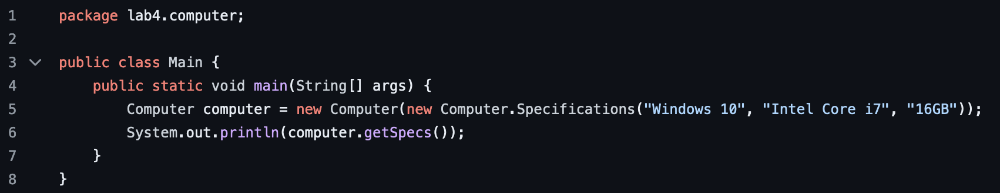 1 package lab4.computer;
2
3 public class Main {
4 public static void main(String[] args) {
5 Computer computer = new Computer(new Computer.Specifications("Windows 10", "Intel Core i7", "16GB"));
6 System.out.println(computer.getSpecs());
7 }
8 }